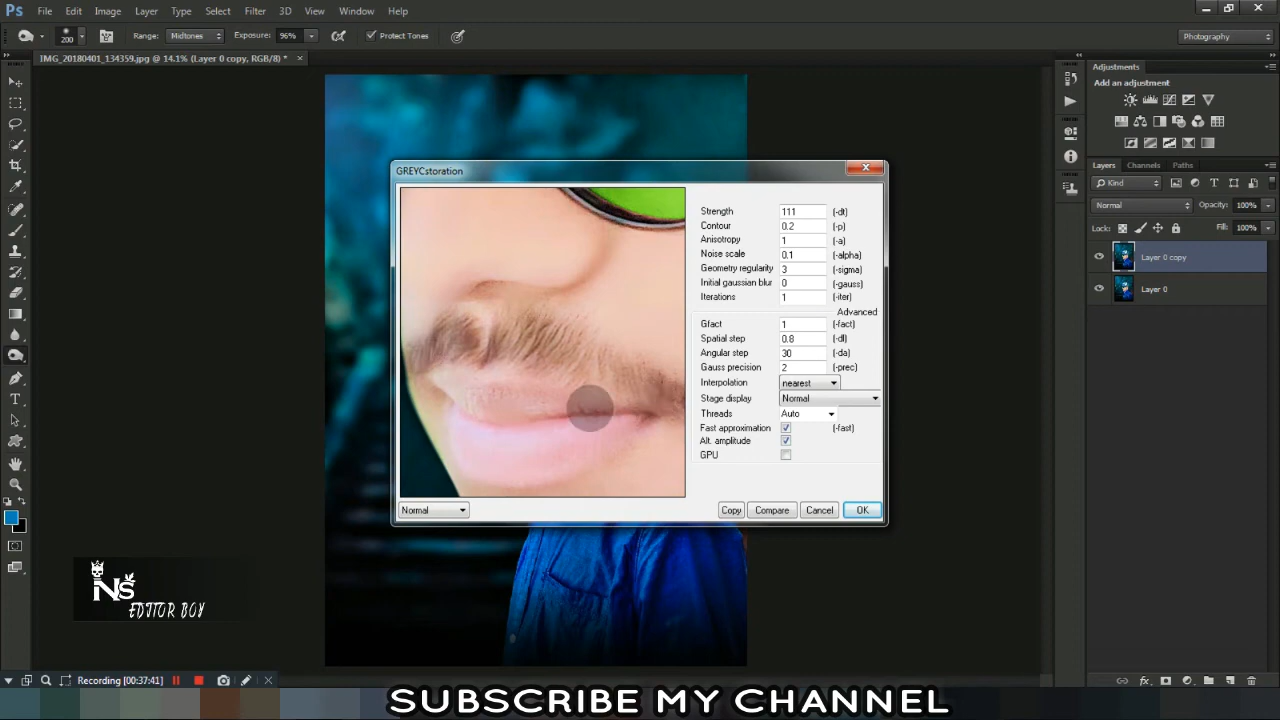 Ps File Edit Image Layer Type Select Filter 3D View Window Help
200 Range: Midtones Exposure: 96% Protect Tones Photography
IMG_20180401_134359.jpg @ 14.1% (Layer 0 copy, RGB/8) * ×
Adjustments
Add an adjustment
Layers Channels Paths
Kind
Normal Opacity: 100%
Locks: Fill: 100%
Layer 0 copy
Layer 0
GREYCstoration
Strength 111 (-dt)
Contour 0.2 (-p)
Anisotropy 1 (-a)
Noise scale 0.1 (-alpha)
Geometry regularity 3 (-sigma)
Initial gaussian blur 0 (-gauss)
Iterations 1 (-iter)
Advanced
Gfact 1 (-fact)
Spatial step 0.8 (-dl)
Angular step 30 (-da)
Gauss precision 2 (-prec)
Interpolation nearest
Stage display Normal
Threads Auto
Fast approximation (-fast)
Alt. amplitude
GPU
Normal Copy Compare Cancel OK
NS
EDITOR BOY
Recording [00:37:41]
SUBSCRIBE MY CHANNEL